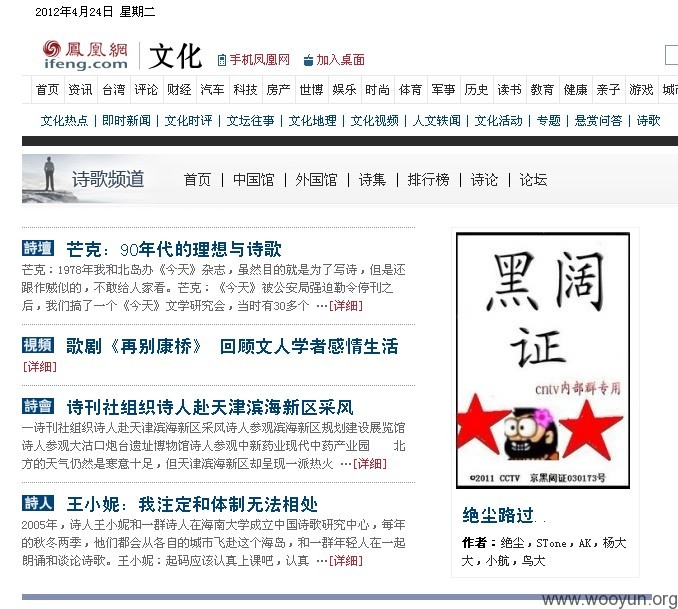 2012年4月24日 星期二
鳳凰網
ifeng.com
文化
手机凤凰网
加入桌面
首页 资讯 台湾 评论 财经 汽车 科技 房产 世博 娱乐 时尚 体育 军事 历史 读书 教育 健康 亲子 游戏 城市
文化热点 | 即时新闻 | 文化时评 | 文坛往事 | 文化地理 | 文化视频 | 人文轶闻 | 文化活动 | 专题 | 悬赏问答 | 诗歌
诗歌频道
首页 | 中国馆 | 外国馆 | 诗集 | 排行榜 | 诗论 | 论坛
詩壇 芒克：90年代的理想与诗歌
芒克：1978年我和北岛办《今天》杂志，虽然目的就是为了写诗，但是还
跟作贼似的，不敢给人家看。芒克：《今天》被公安局强迫勒令停刊之
后，我们搞了一个《今天》文学研究会，当时有30多个 …[详细]
視頻 歌剧《再别康桥》 回顾文人学者感情生活
[详细]
詩會 诗刊社组织诗人赴天津滨海新区采风
一诗刊社组织诗人赴天津滨海新区采风诗人参观滨海新区规划建设展览馆
诗人参观大沽口炮台遗址博物馆诗人参观中新药业现代中药产业园 北
方的天气仍然是寒意十足，但天津滨海新区却呈现一派热火 …[详细]
詩人 王小妮：我注定和体制无法相处
2005年，诗人王小妮和一群诗人在海南大学成立中国诗歌研究中心，每年
的秋冬两季，他们都会从各自的城市飞赴这个海岛，和一群年轻人在一起
朗诵和谈论诗歌。王小妮：起码应该认真上课吧，认真 …[详细]
黑阔
证
cntv内部群专用
©2011 CCTV 京黑阔证030173号
绝尘路过..
作者：绝尘，STone，AK，杨大
大，小航，鸟大
www.wooyun.org